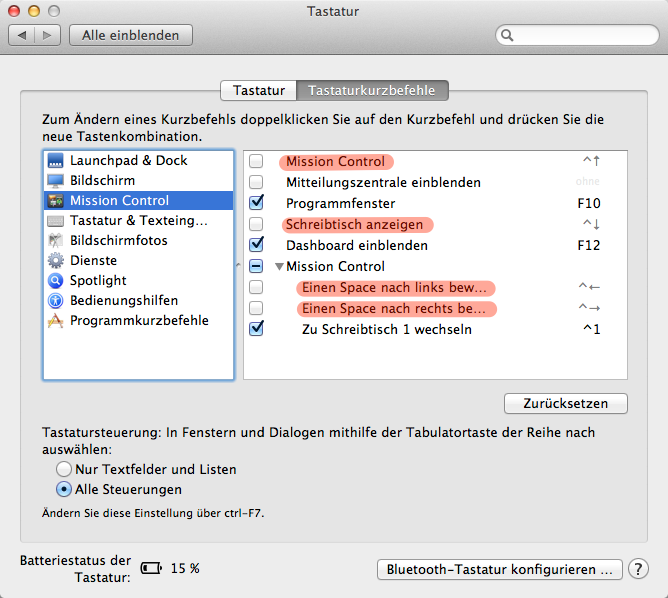 Tastatur
Alle einblenden
Tastatur
Tastaturkurzbefehle
Zum Ändern eines Kurzbefehls doppelklicken Sie auf den Kurzbefehl und drücken Sie die
neue Tastenkombination.
Launchpad & Dock
Bildschirm
Mission Control
Tastatur & Texteing...
Bildschirmfotos
Dienste
Spotlight
Bedienungshilfen
Programmkurzbefehle
Mission Control ^↑
Mitteilungszentrale einblenden ohne
Programmfenster F10
Schreibtisch anzeigen ^↓
Dashboard einblenden F12
Mission Control
Einen Space nach links bew... ^←
Einen Space nach rechts be... ^→
Zu Schreibtisch 1 wechseln ^1
Zurücksetzen
Tastatursteuerung: In Fenstern und Dialogen mithilfe der Tabulatortaste der Reihe nach
auswählen:
Nur Textfelder und Listen
Alle Steuerungen
Ändern Sie diese Einstellung über ctrl-F7.
Batteriestatus der
Tastatur:
15 %
Bluetooth-Tastatur konfigurieren ...
?